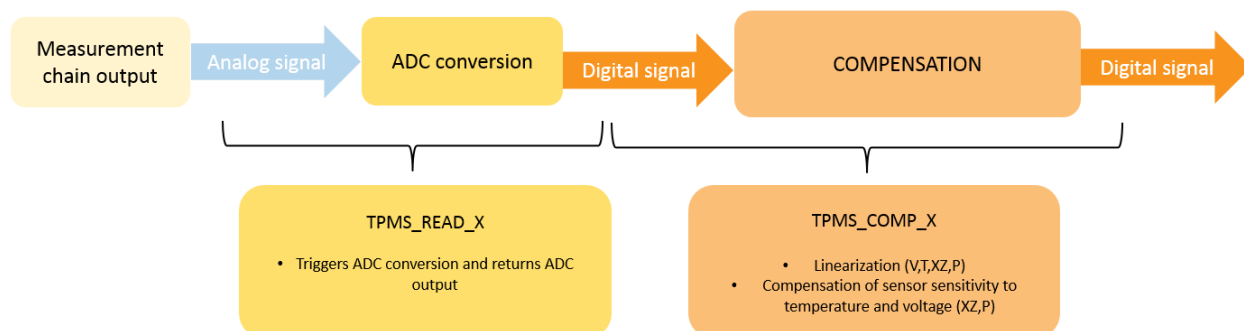 Measurement
chain output
Analog signal
ADC conversion
Digital signal
COMPENSATION
Digital signal
TPMS_READ_X
• Triggers ADC conversion and returns ADC
output
TPMS_COMP_X
• Linearization (V,T,XZ,P)
• Compensation of sensor sensitivity to
temperature and voltage (XZ,P)